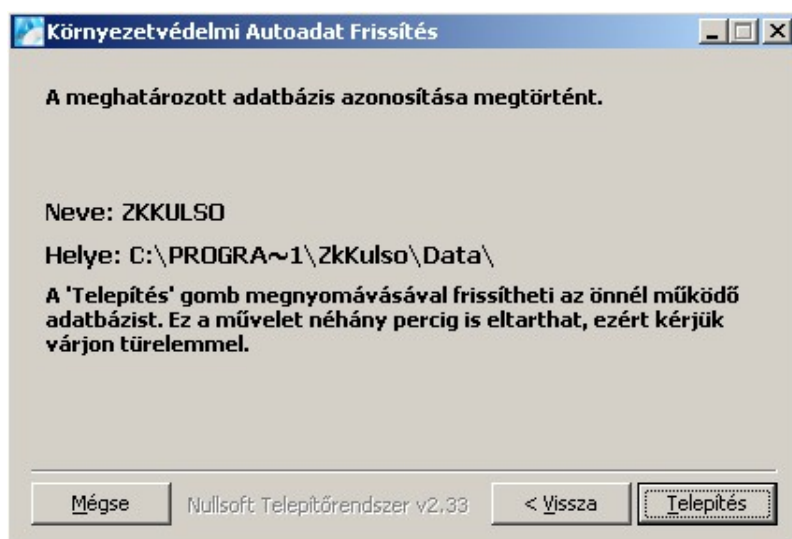 Környezetvédelmi Autoadat Frissítés
A meghatározott adatbázis azonosítása megtörtént.
Neve: ZKKULSO
Helye: C:\PROGRA~1\ZkKulso\Data\
A 'Telepítés' gomb megnyomávásával frissítheti az önnél működő
adatbázist. Ez a művelet néhány percig is eltarthat, ezért kérjük
várjon türelemmel.
Mégse
Nullsoft Telepítőrendszer v2.33
< Vissza
Telepítés